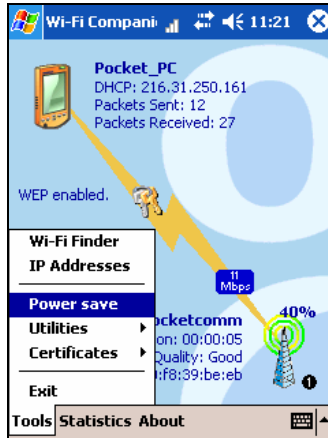 Wi-Fi Compani 11:21
Pocket_PC
DHCP: 216.31.250.161
Packets Sent: 12
Packets Received: 27
WEP enabled.
11
Mbps
40%
ocketcomm
on: 00:00:05
Quality: Good
:f8:39:be:eb
1
Wi-Fi Finder
IP Addresses
Power save
Utilities
Certificates
Exit
Tools Statistics About